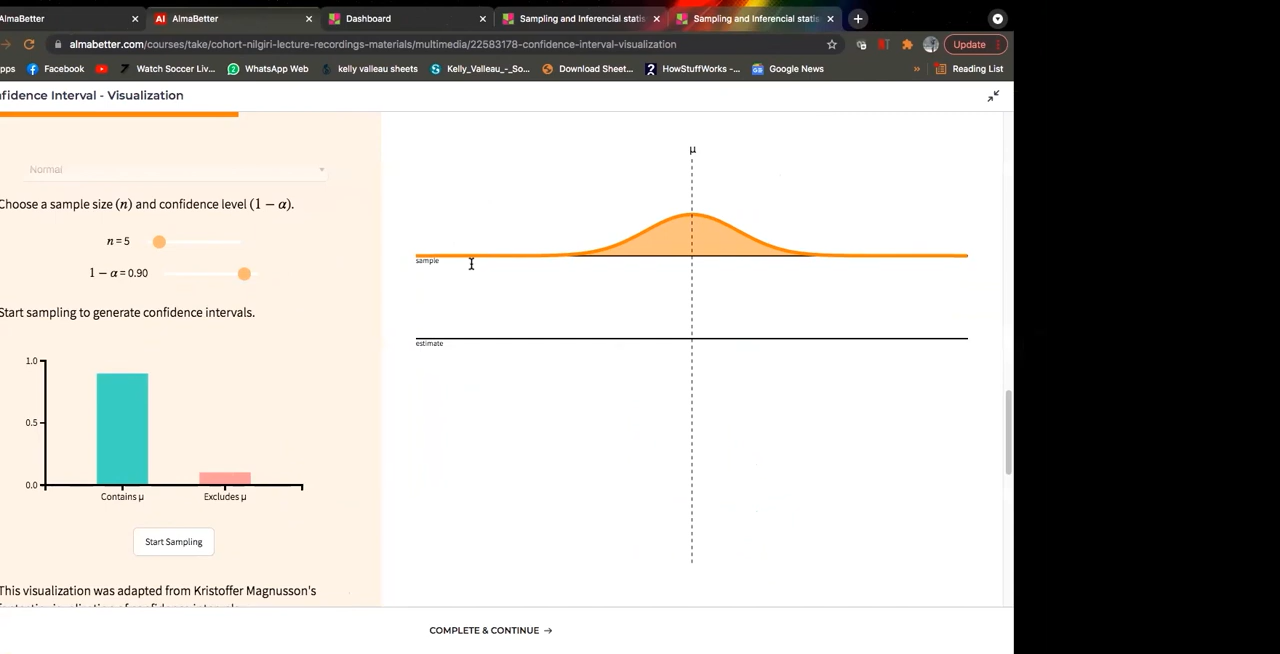 AlmaBetter
AlmaBetter
Dashboard
Sampling and Inferencial statis
Sampling and Inferencial statis
almabetter.com/courses/take/cohort-nilgiri-lecture-recordings-materials/multimedia/22583178-confidence-interval-visualization
Update
pps
Facebook
Watch Soccer Liv...
WhatsApp Web
kelly valleau sheets
Kelly_Valleau_-_So...
Download Sheet...
HowStuffWorks -...
Google News
»
Reading List
nfidence Interval - Visualization
Normal
Choose a sample size (n) and confidence level (1 − α).
n = 5
1 − α = 0.90
Start sampling to generate confidence intervals.
1.0
0.5
0.0
Contains μ
Excludes μ
Start Sampling
This visualization was adapted from Kristoffer Magnusson's
μ
sample
estimate
COMPLETE & CONTINUE →